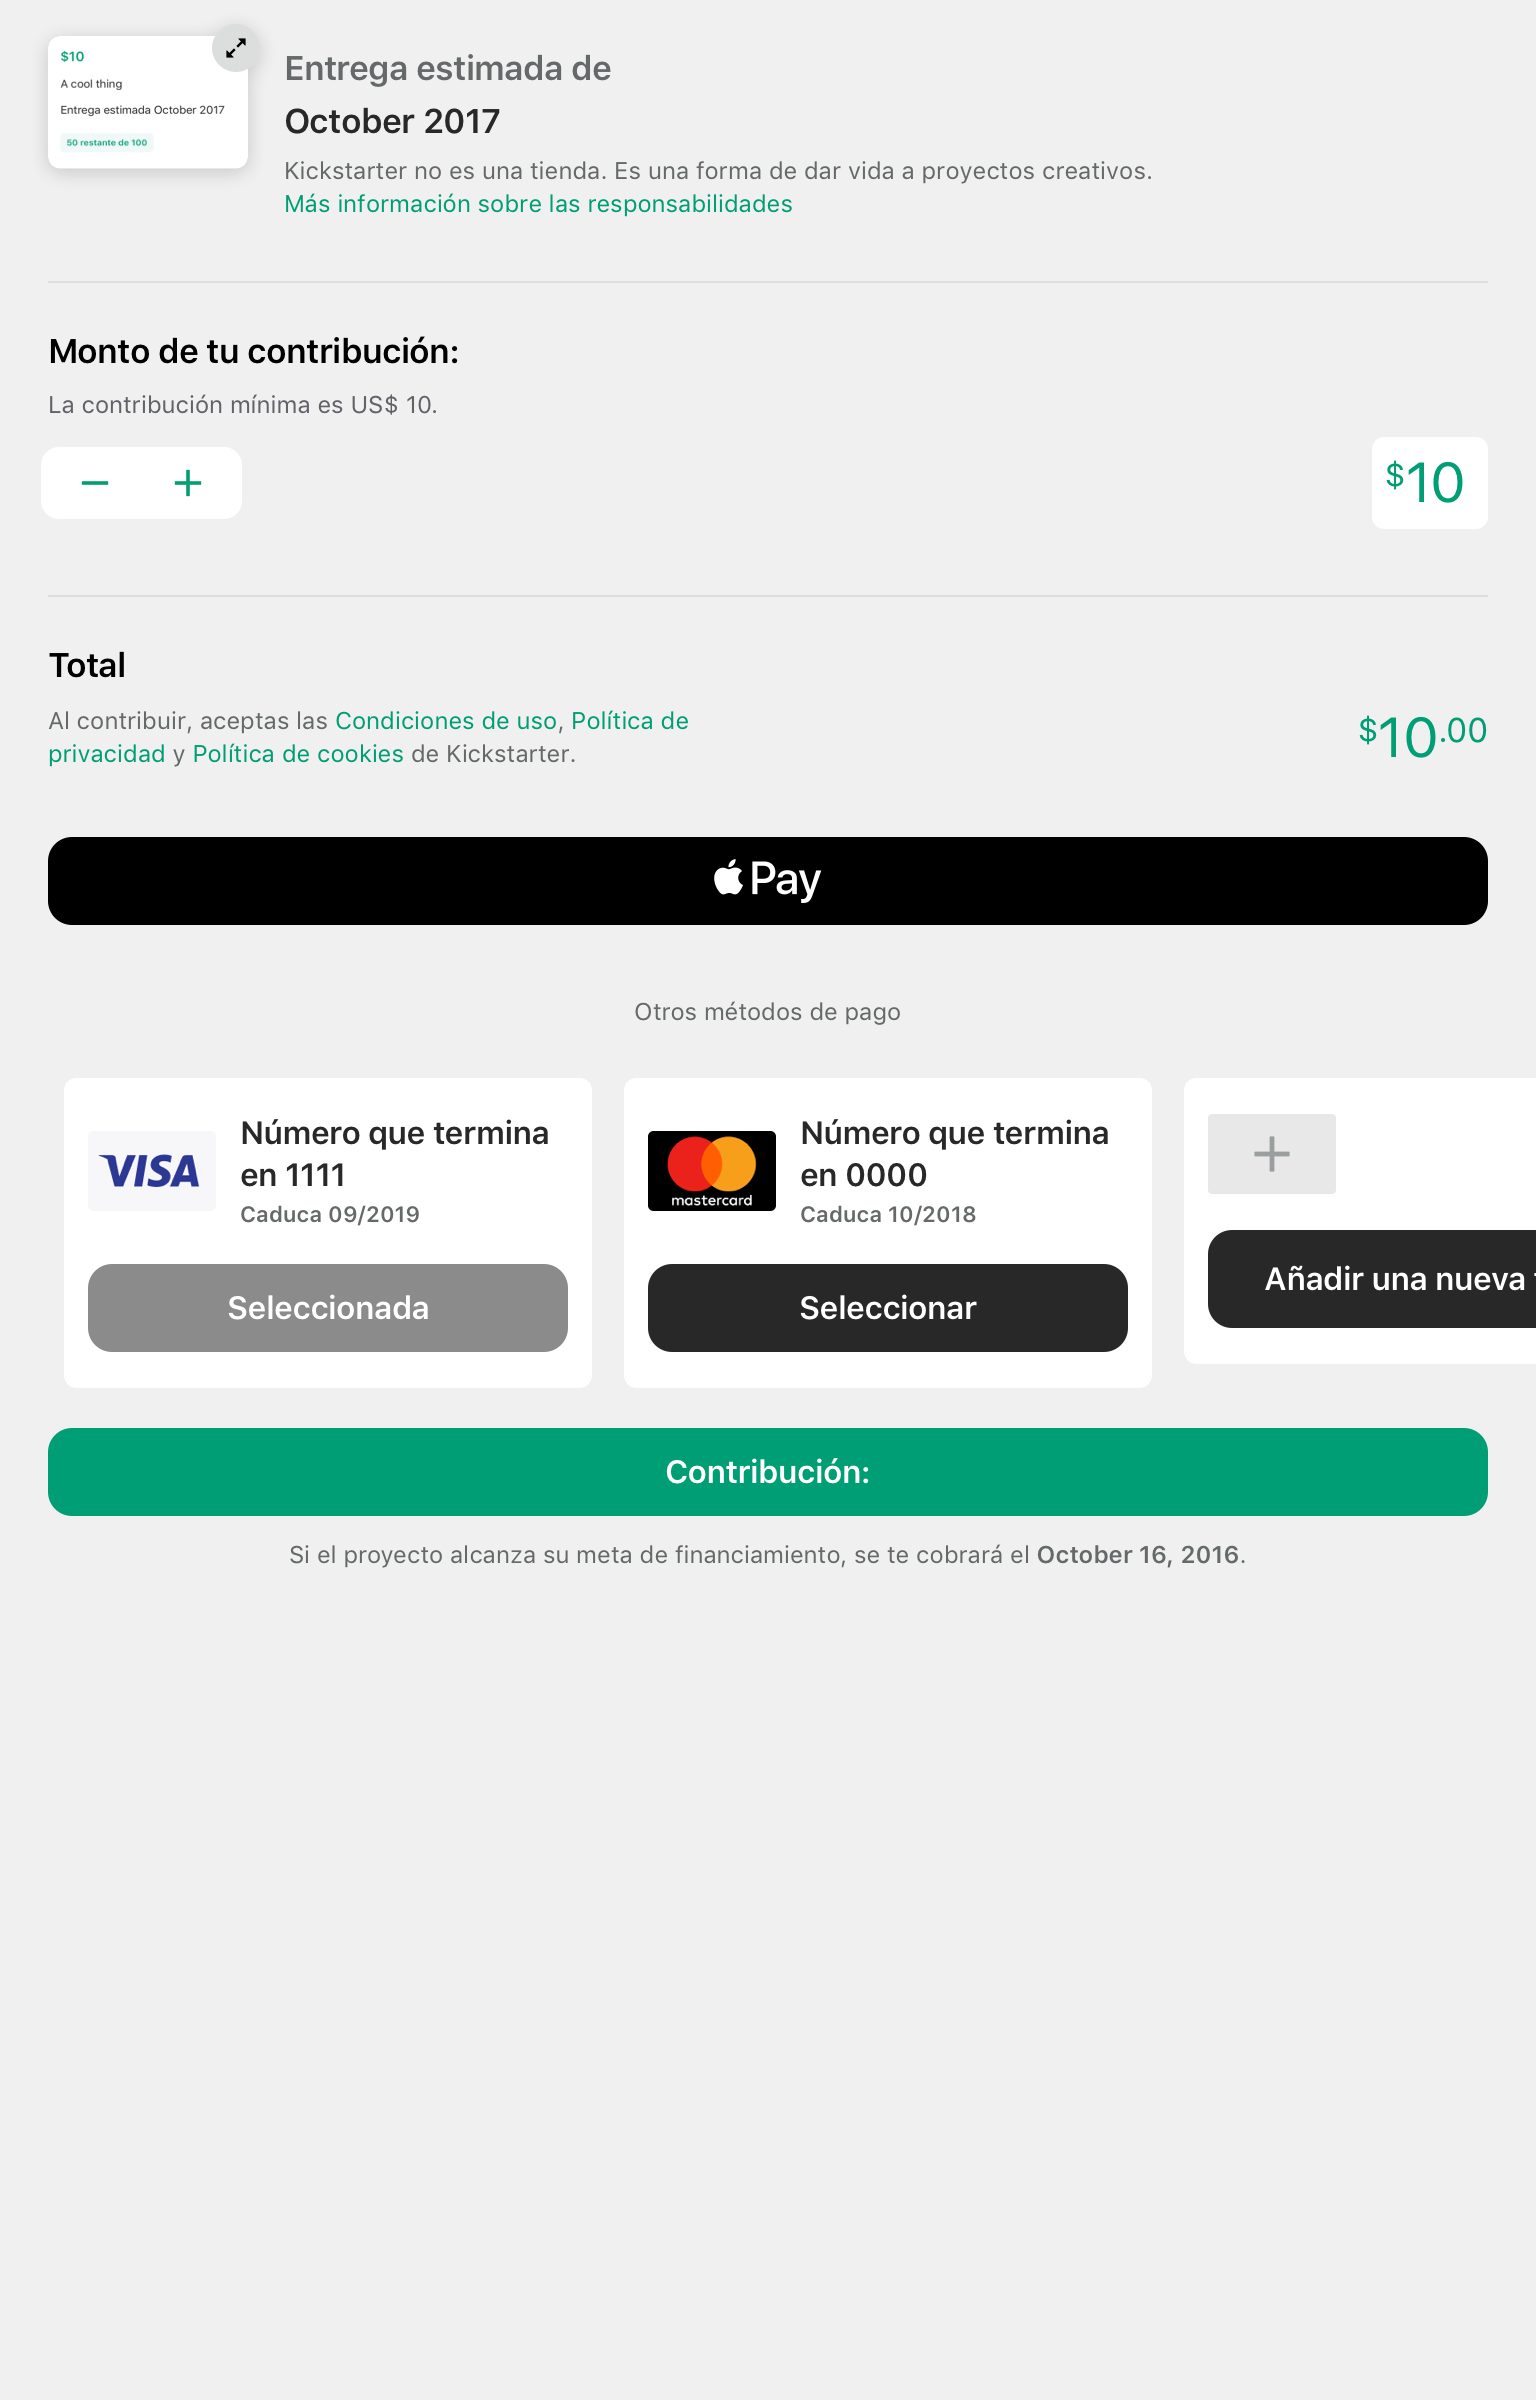 $10
A cool thing
Entrega estimada October 2017
50 restante de 100
Entrega estimada de
October 2017
Kickstarter no es una tienda. Es una forma de dar vida a proyectos creativos.
Más información sobre las responsabilidades
Monto de tu contribución:
La contribución mínima es US$ 10.
$10
Total
Al contribuir, aceptas las Condiciones de uso, Política de
privacidad y Política de cookies de Kickstarter.
$10.00
Pay
Otros métodos de pago
VISA
Número que termina
en 1111
Caduca 09/2019
Seleccionada
mastercard
Número que termina
en 0000
Caduca 10/2018
Seleccionar
Añadir una nueva
Contribución:
Si el proyecto alcanza su meta de financiamiento, se te cobrará el October 16, 2016.